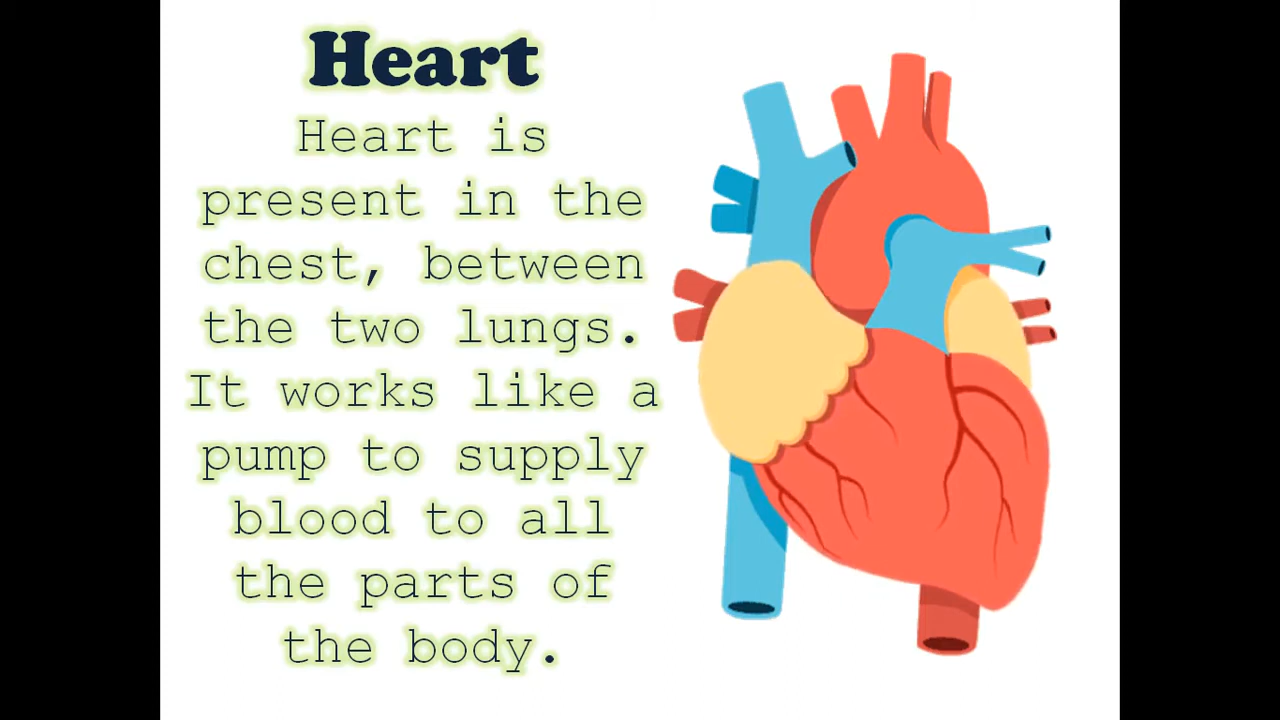 Heart
Heart is
present in the
chest, between
the two lungs.
It works like a
pump to supply
blood to all
the parts of
the body.